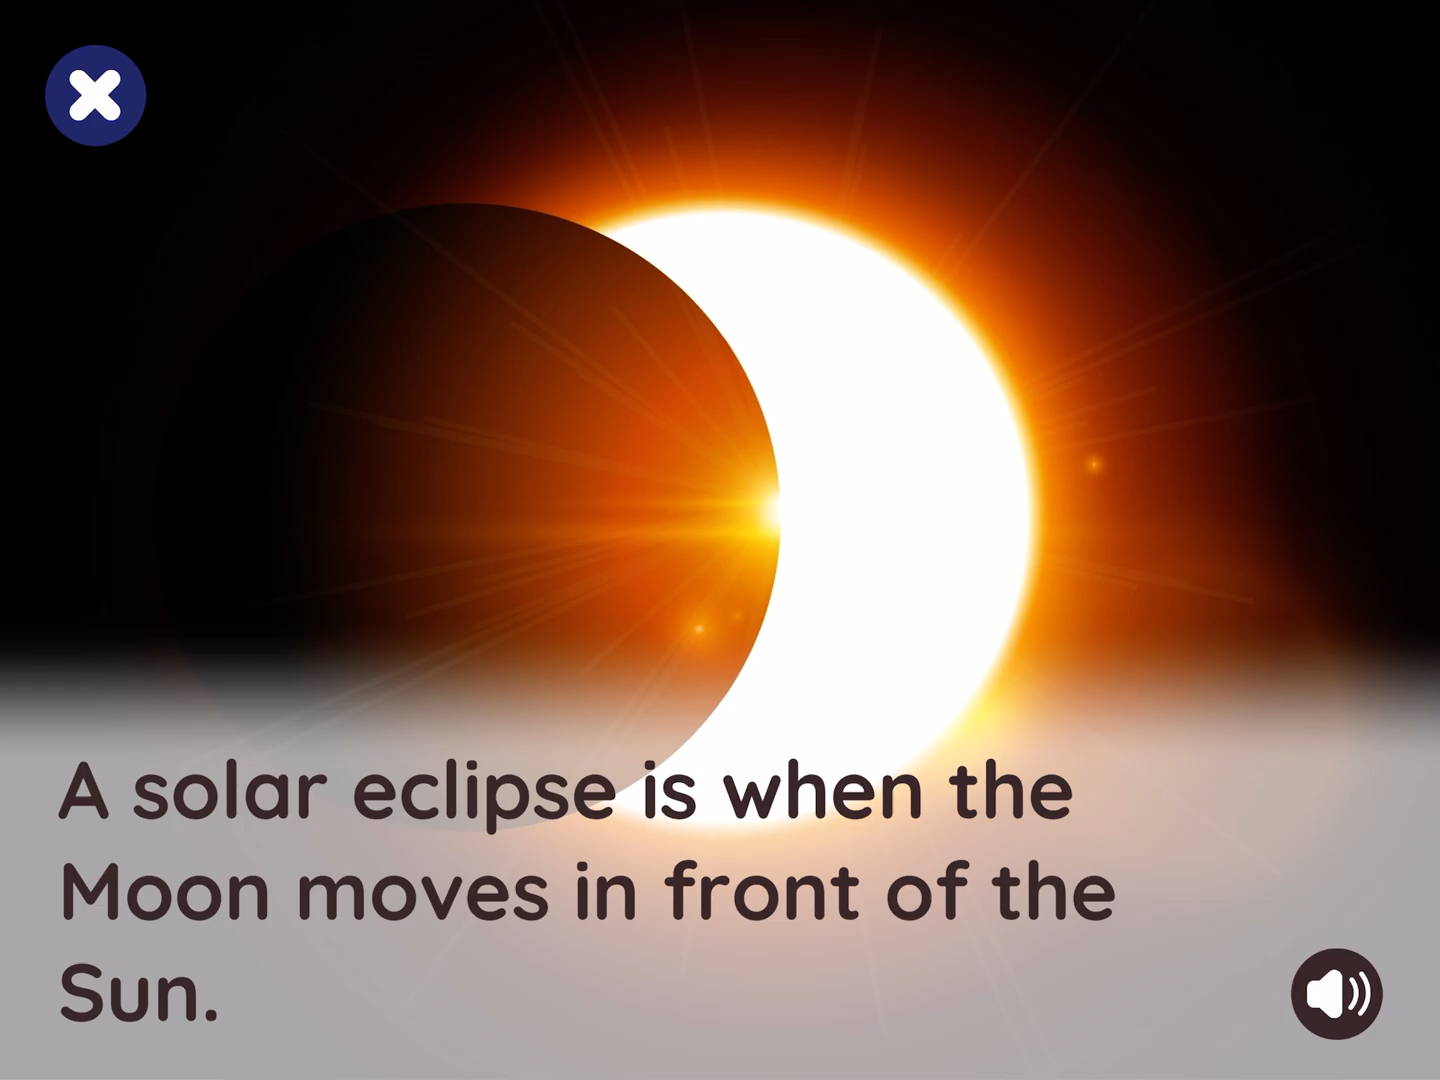 A solar eclipse is when the
Moon moves in front of the
Sun.